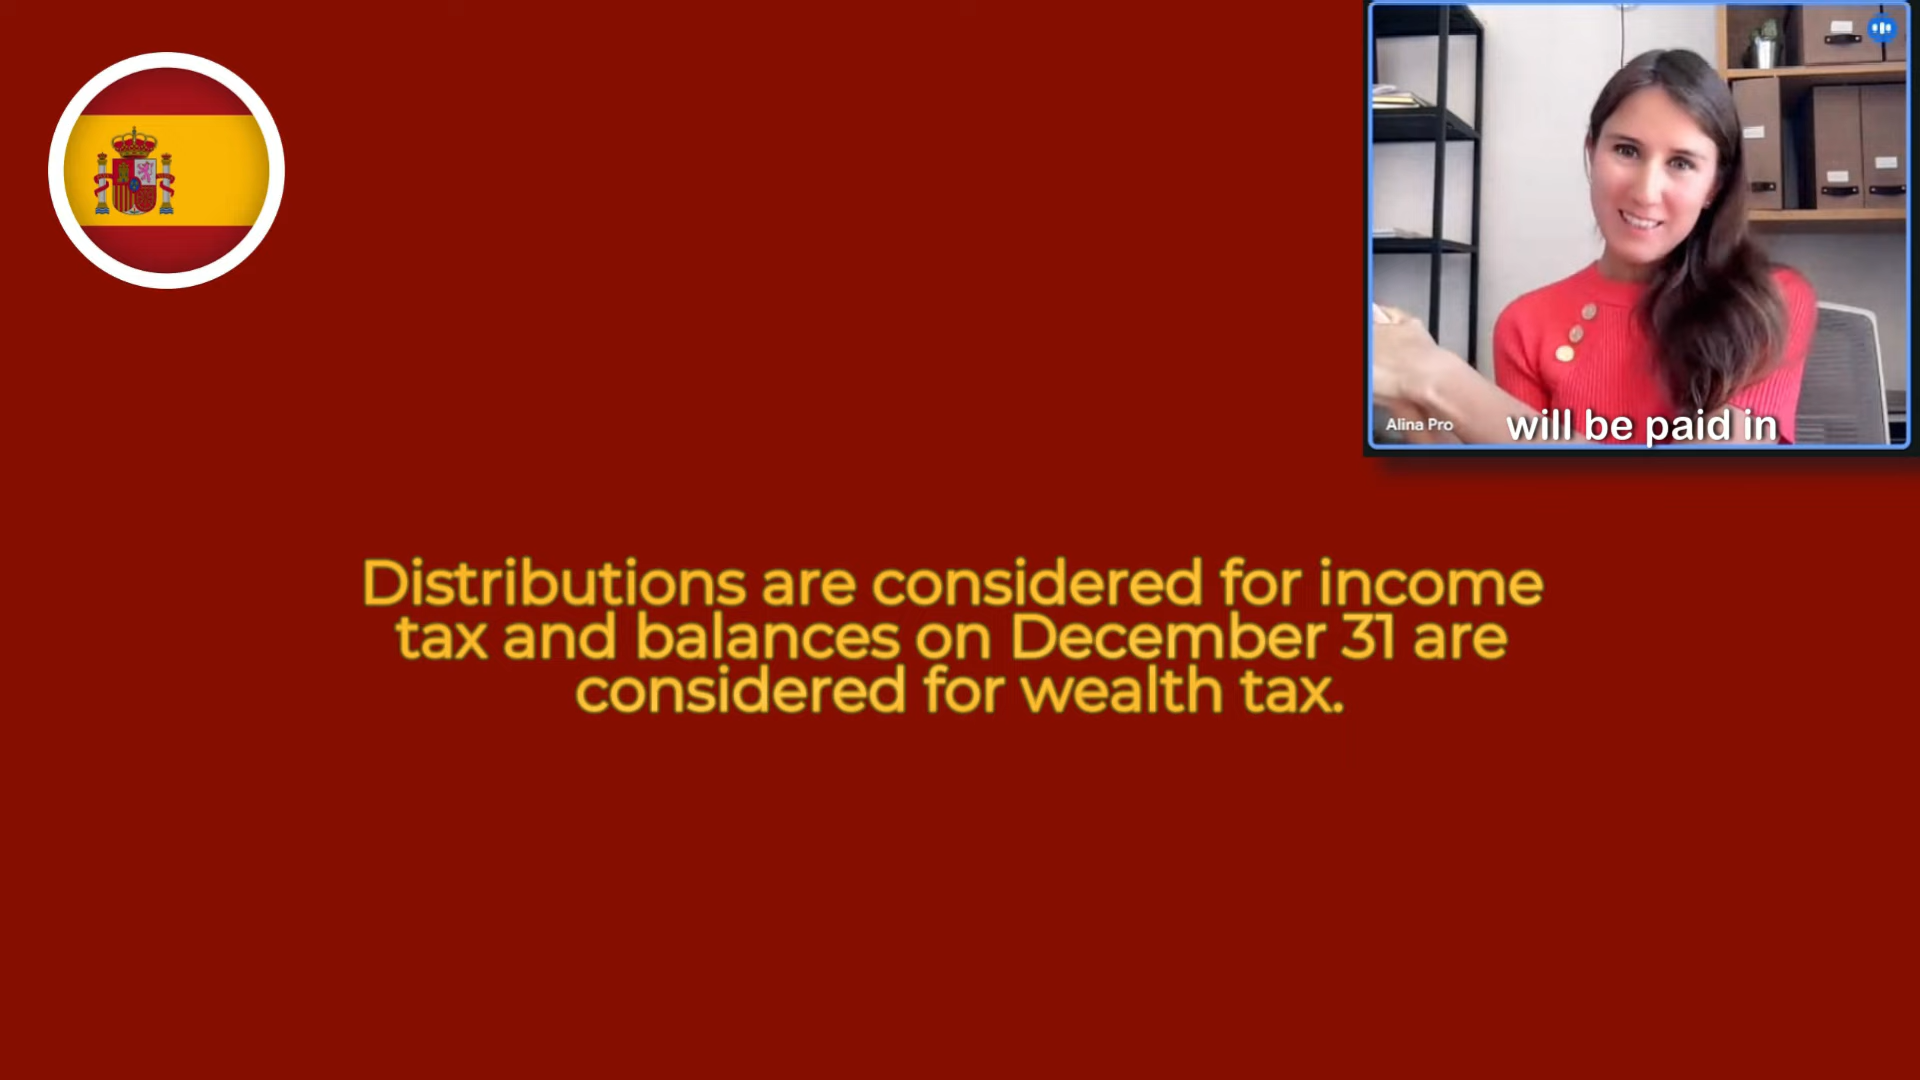 Alina Pro
will be paid in
Distributions are considered for income
tax and balances on December 31 are
considered for wealth tax.